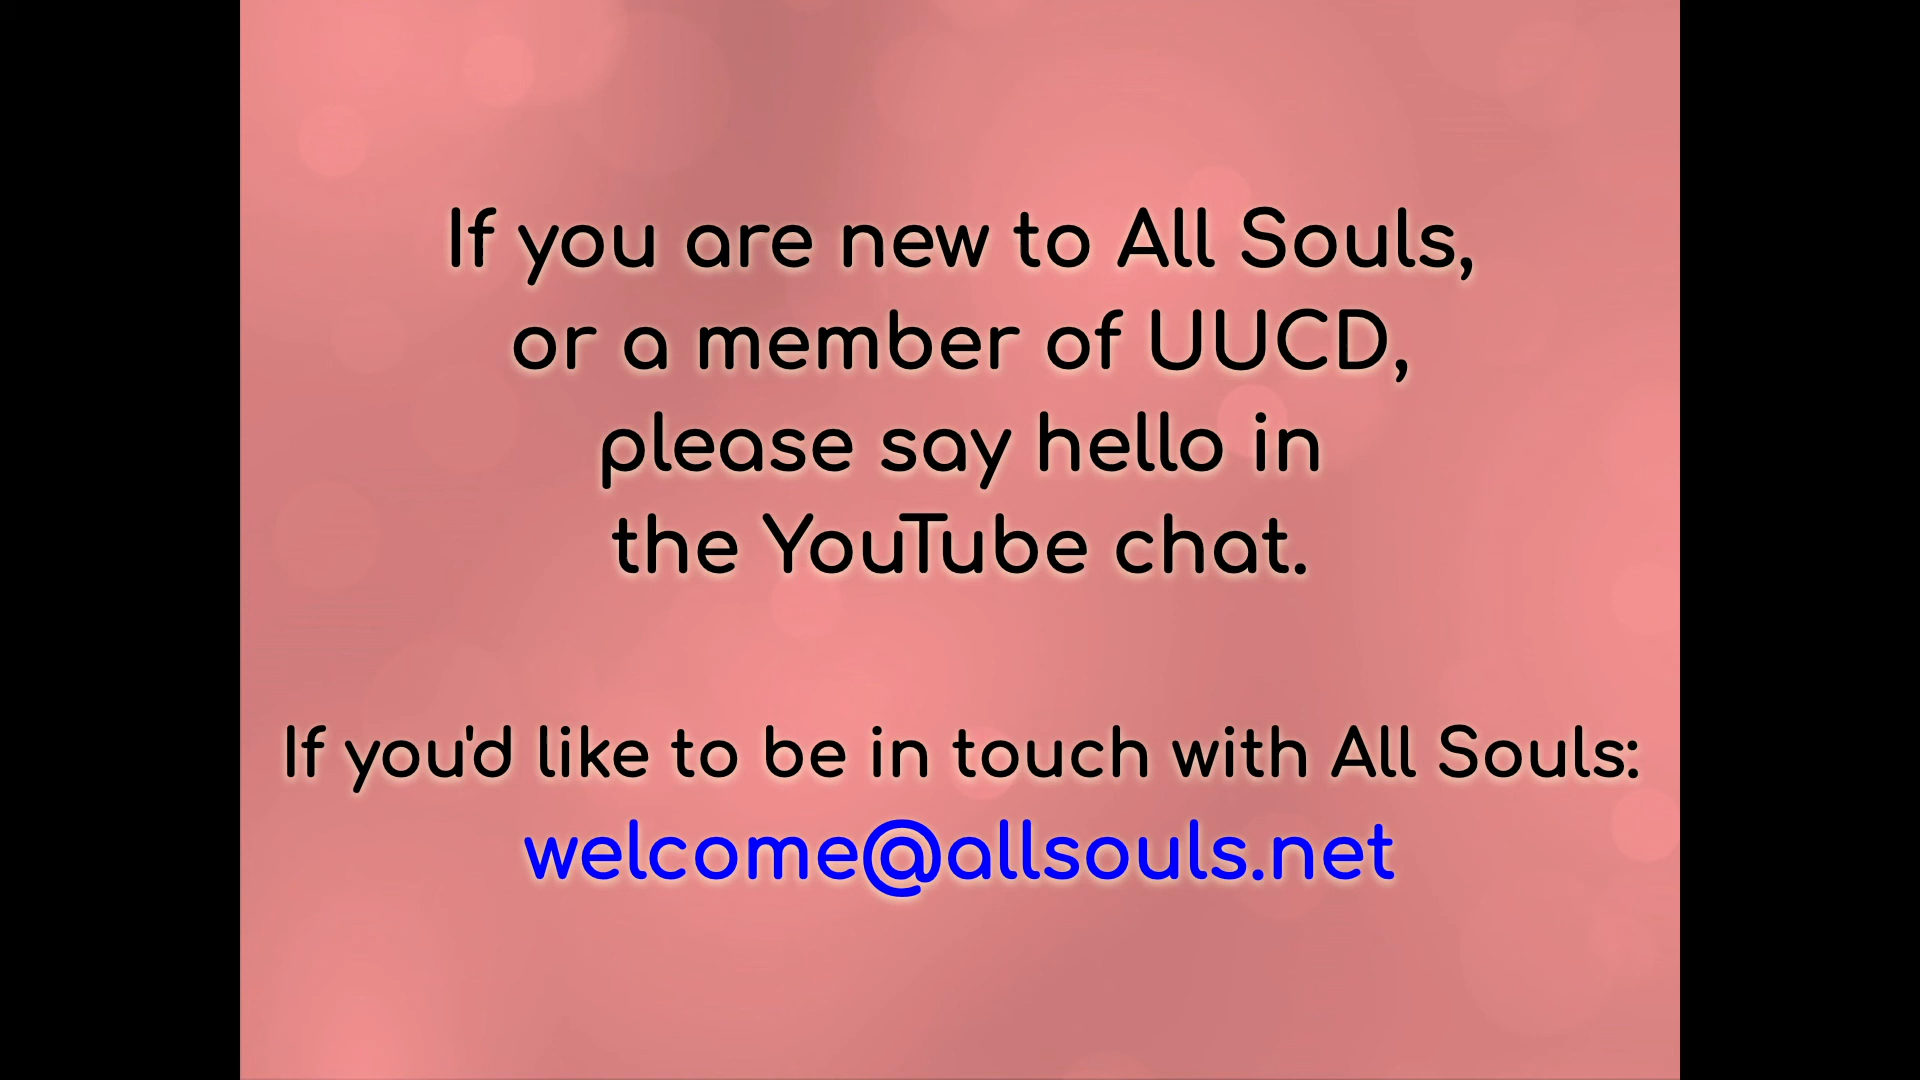 If you are new to All Souls,
or a member of UUCD,
please say hello in
the YouTube chat.
If you'd like to be in touch with All Souls:
welcome@allsouls.net